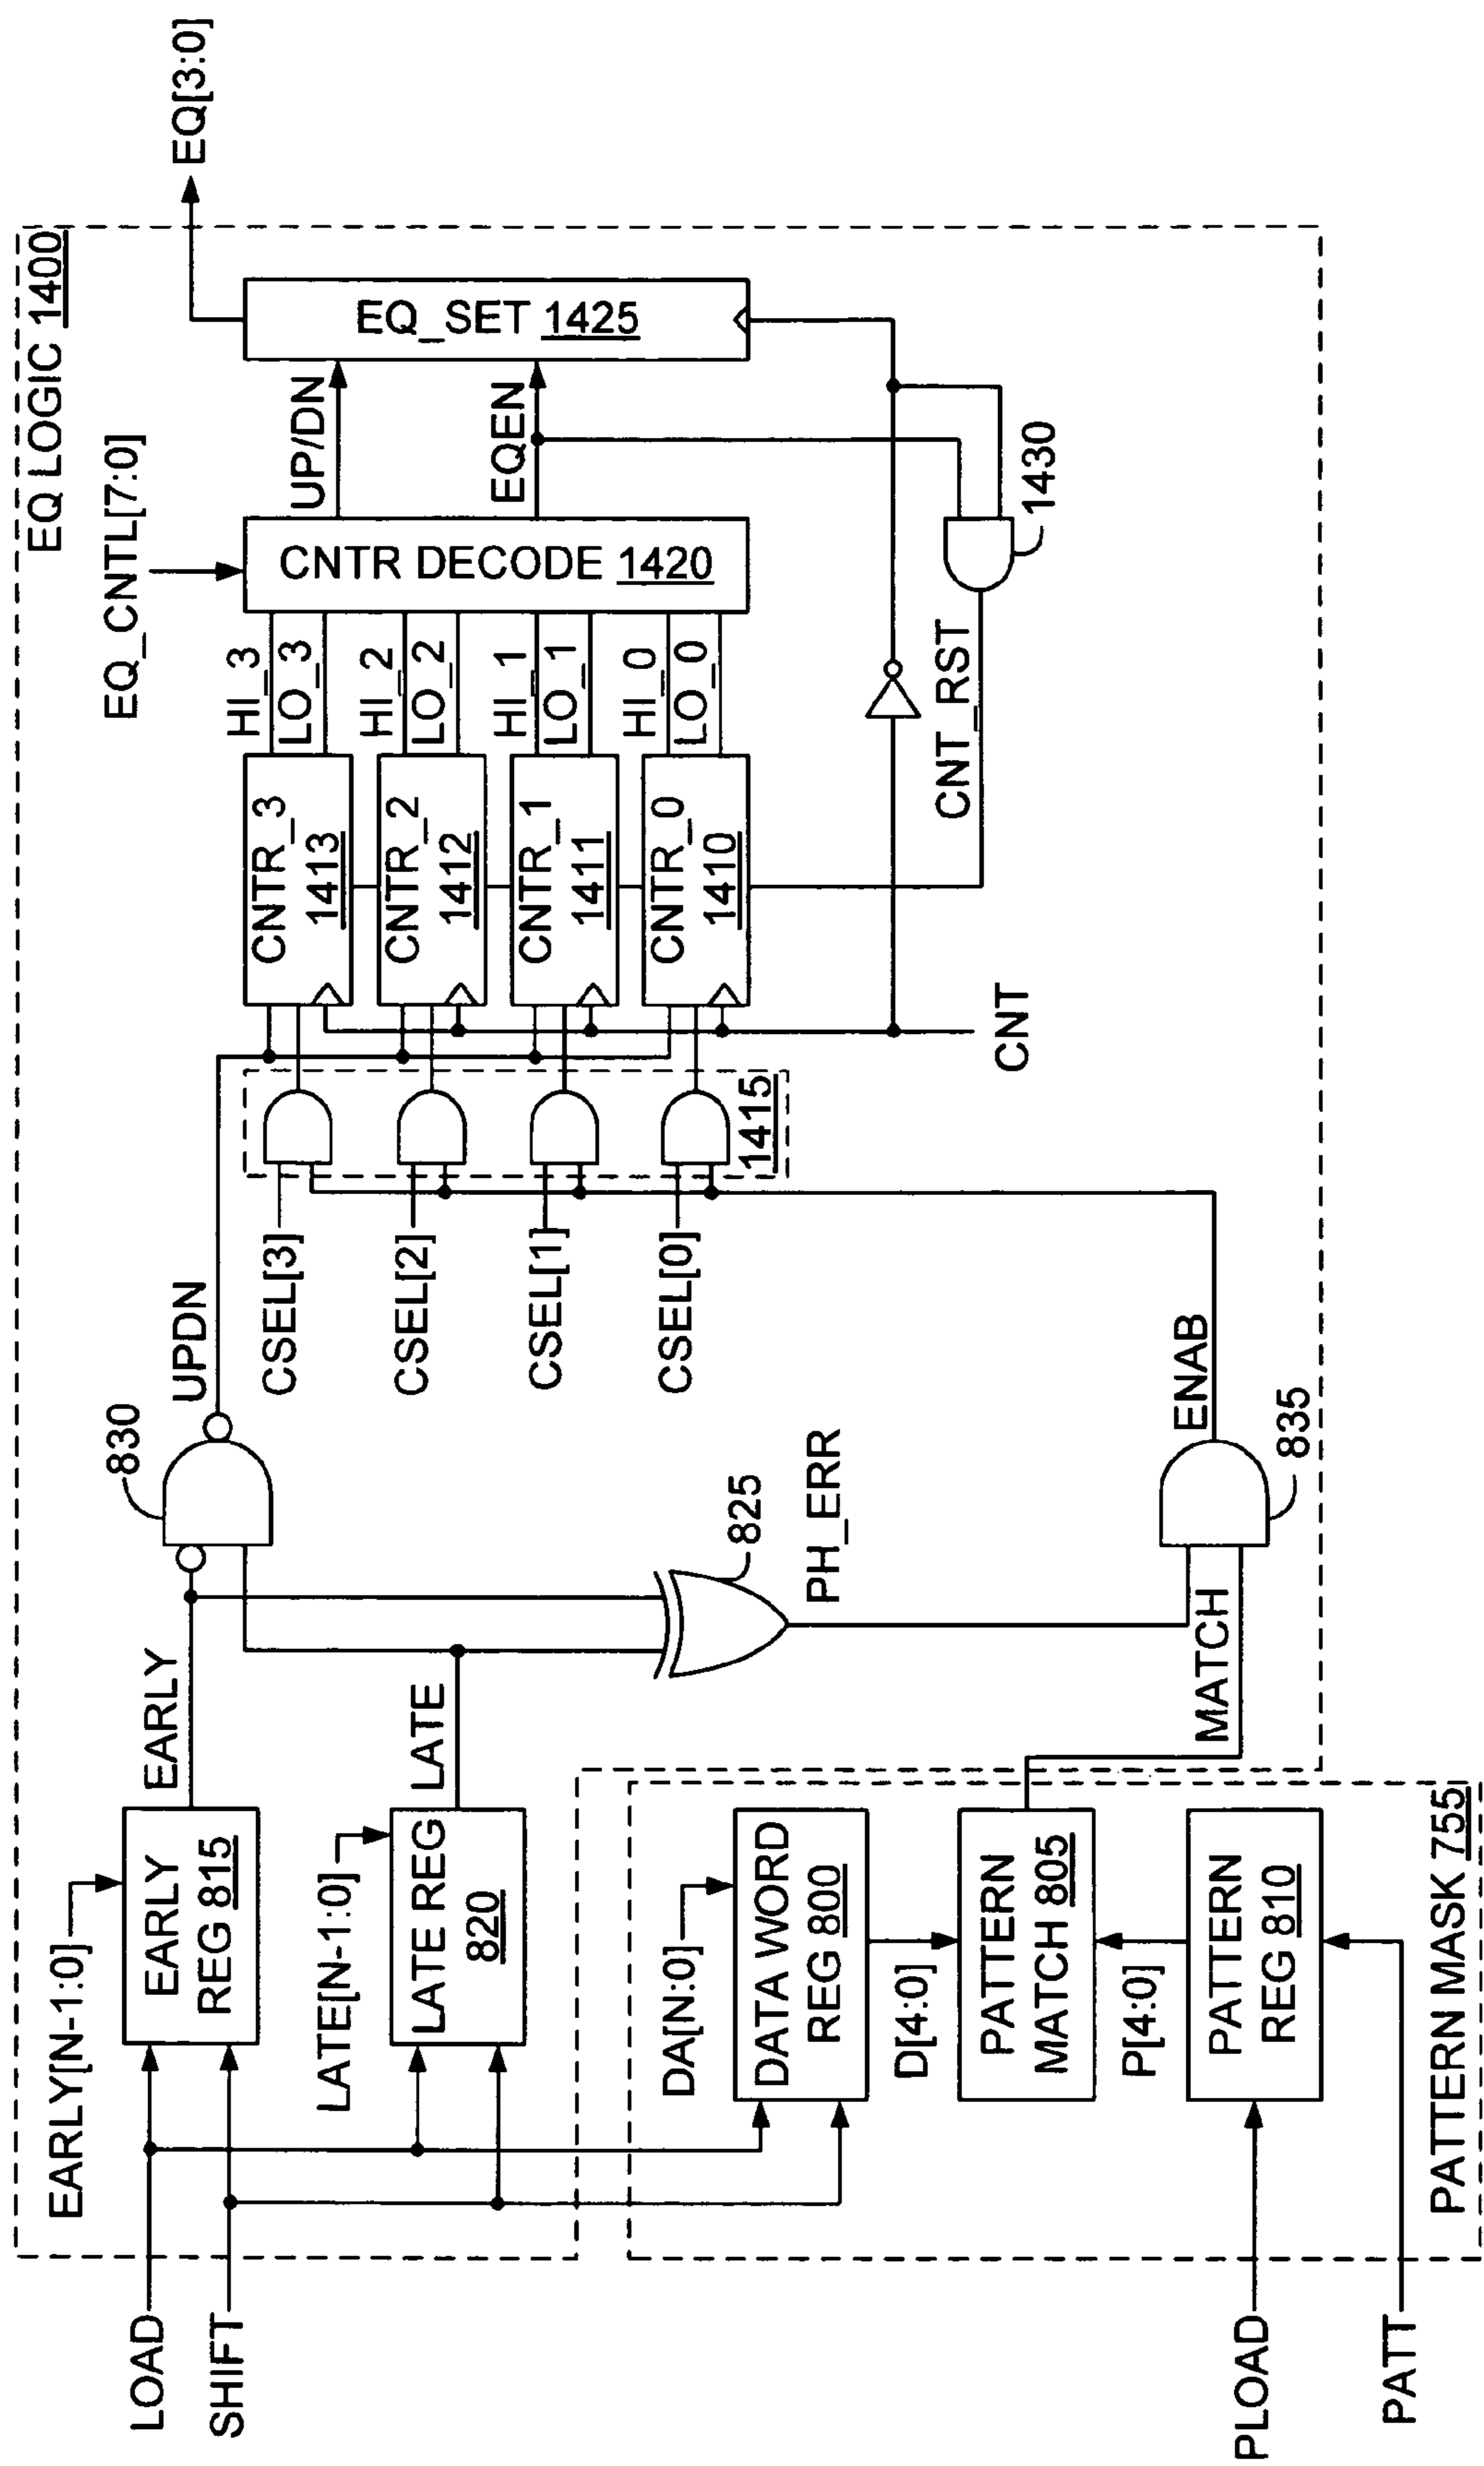 EQ LOGIC 1400
LOAD
SHIFT
EARLY[N-1:0]
EARLY
REG 815
EARLY
LATE[N-1:0]
LATE REG
820
LATE
830
UPDN
825
PH_ERR
CSEL[3]
CSEL[2]
CSEL[1]
CSEL[0]
1415
CNTR_3
1413
CNTR_2
1412
CNTR_1
1411
CNTR_0
1410
CNT
HI_3
LO_3
HI_2
LO_2
HI_1
LO_1
HI_0
LO_0
CNT_RST
EQ_CNTL[7:0]
CNTR DECODE 1420
UP/DN
EQEN
1430
EQ_SET 1425
EQ[3:0]
DA[N:0]
DATA WORD
REG 800
D[4:0]
PATTERN
MATCH 805
P[4:0]
PATTERN
REG 810
MATCH
835
ENAB
PLOAD
PATT
PATTERN MASK 755